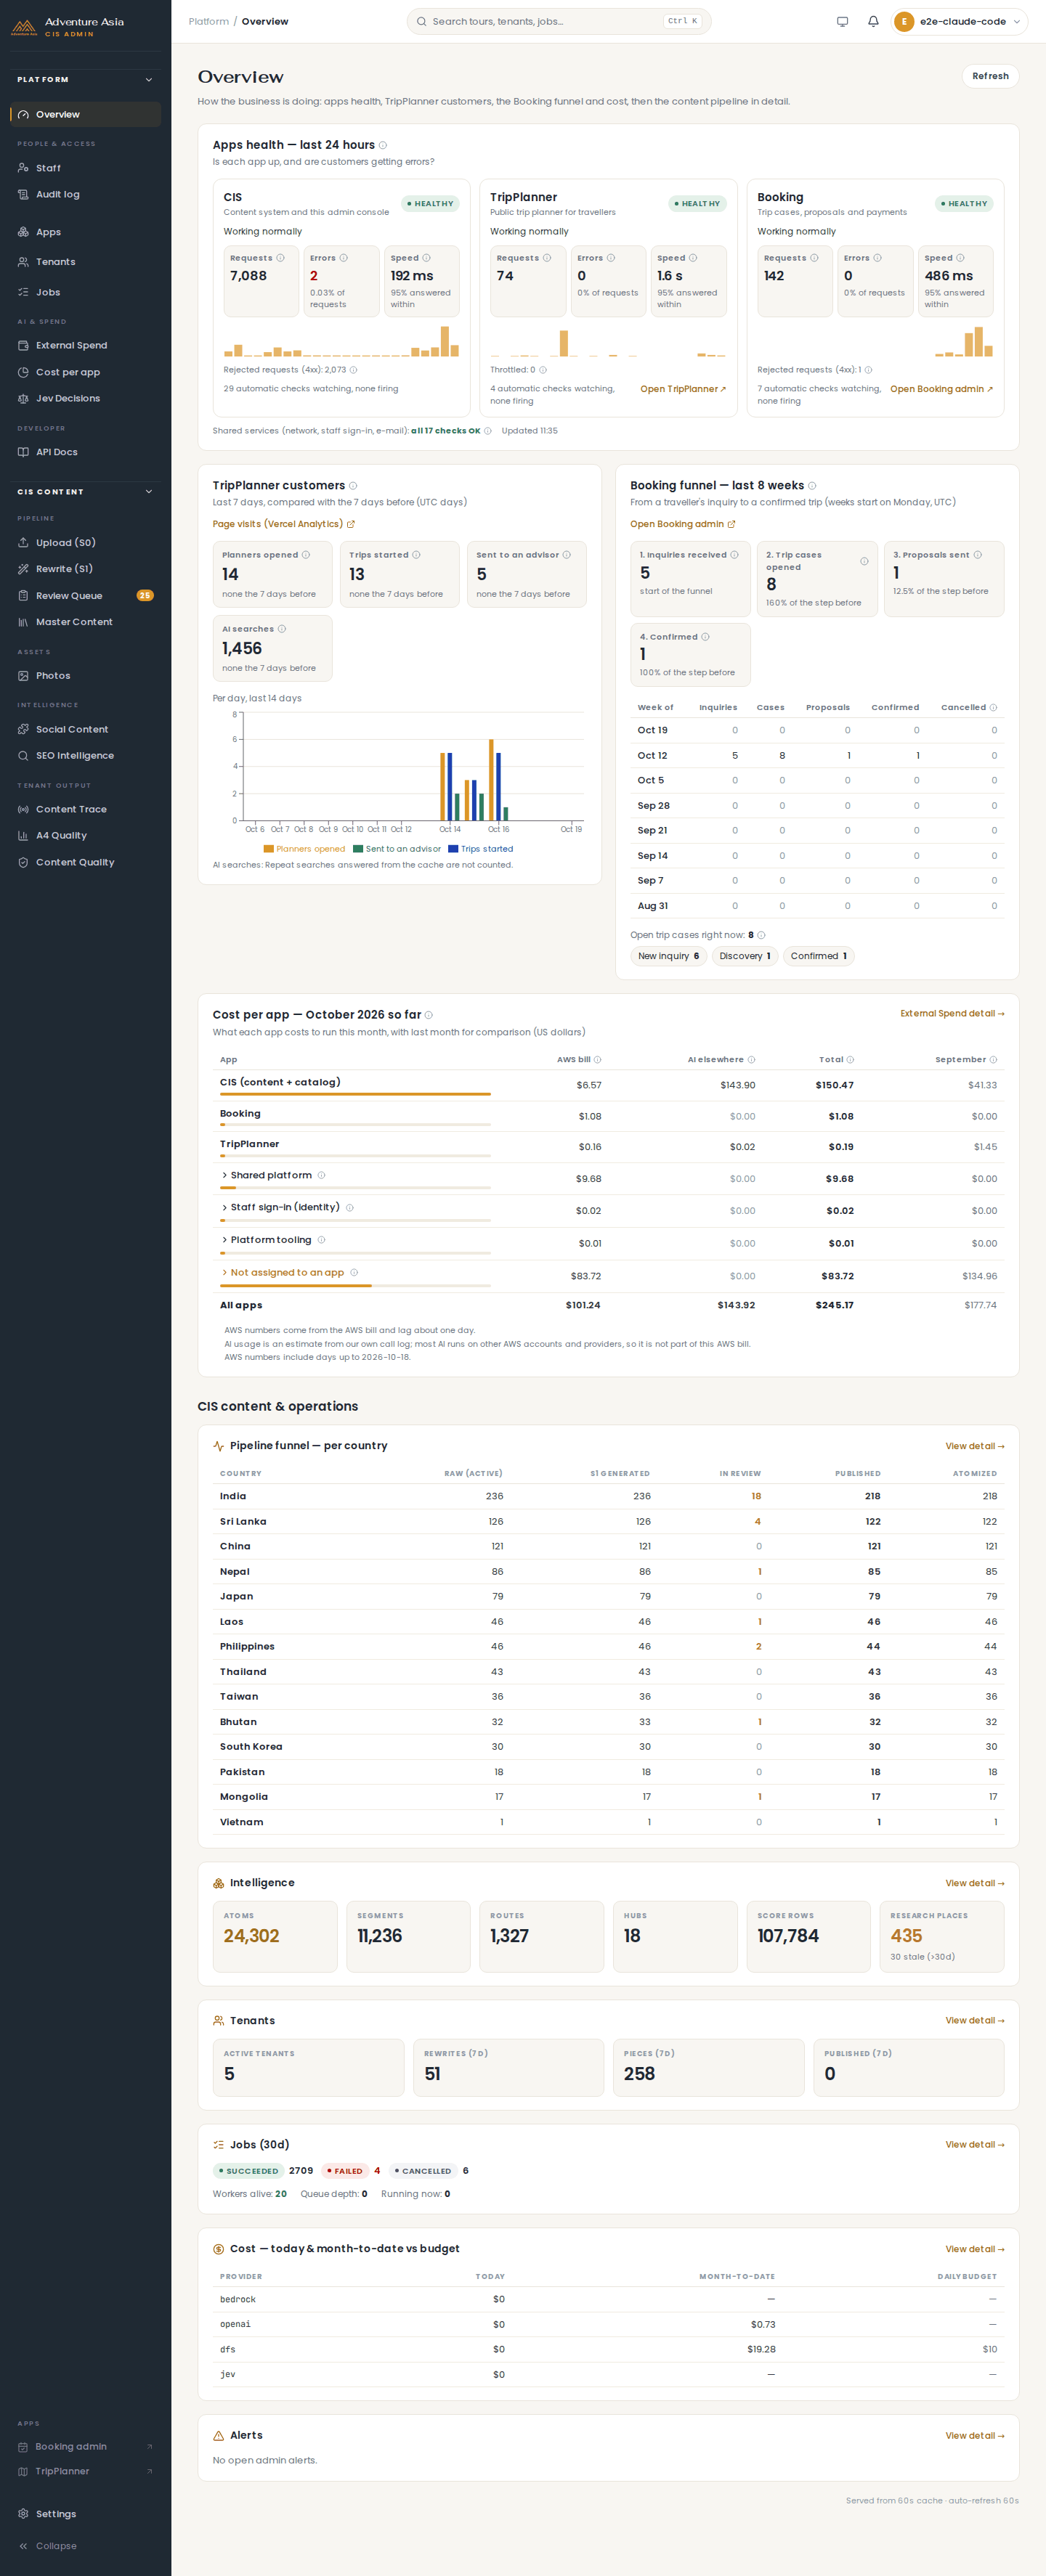 Adventure Asia
CIS ADMIN
PLATFORM
Overview
PEOPLE & ACCESS
Staff
Audit log
Apps
Tenants
Jobs
AI & SPEND
External Spend
Cost per app
Jev Decisions
DEVELOPER
API Docs
CIS CONTENT
PIPELINE
Upload (S0)
Rewrite (S1)
Review Queue 25
Master Content
ASSETS
Photos
INTELLIGENCE
Social Content
SEO Intelligence
TENANT OUTPUT
Content Trace
A4 Quality
Content Quality
APPS
Booking admin
TripPlanner
Settings
Collapse
Platform / Overview
Search tours, tenants, jobs... Ctrl K
E e2e-claude-code
Overview
Refresh
How the business is doing: apps health, TripPlanner customers, the Booking funnel and cost, then the content pipeline in detail.
Apps health — last 24 hours
Is each app up, and are customers getting errors?
CIS
Content system and this admin console
HEALTHY
Working normally
Requests
7,088
Errors
2
0.03% of requests
Speed
192 ms
95% answered within
Rejected requests (4xx): 2,073
29 automatic checks watching, none firing
TripPlanner
Public trip planner for travellers
HEALTHY
Working normally
Requests
74
Errors
0
0% of requests
Speed
1.6 s
95% answered within
Throttled: 0
4 automatic checks watching, none firing
Open TripPlanner ↗
Booking
Trip cases, proposals and payments
HEALTHY
Working normally
Requests
142
Errors
0
0% of requests
Speed
486 ms
95% answered within
Rejected requests (4xx): 1
7 automatic checks watching, none firing
Open Booking admin ↗
Shared services (network, staff sign-in, e-mail): all 17 checks OK Updated 11:35
TripPlanner customers
Last 7 days, compared with the 7 days before (UTC days)
Page visits (Vercel Analytics)
Planners opened
14
none the 7 days before
Trips started
13
none the 7 days before
Sent to an advisor
5
none the 7 days before
AI searches
1,456
none the 7 days before
Per day, last 14 days
8
6
4
2
0
Oct 6 Oct 7 Oct 8 Oct 9 Oct 10 Oct 11 Oct 12 Oct 14 Oct 16 Oct 19
Planners opened Sent to an advisor Trips started
AI searches: Repeat searches answered from the cache are not counted.
Booking funnel — last 8 weeks
From a traveller's inquiry to a confirmed trip (weeks start on Monday, UTC)
Open Booking admin
1. Inquiries received
5
start of the funnel
2. Trip cases opened
8
160% of the step before
3. Proposals sent
1
12.5% of the step before
4. Confirmed
1
100% of the step before
Week of Inquiries Cases Proposals Confirmed Cancelled
Oct 19 0 0 0 0 0
Oct 12 5 8 1 1 0
Oct 5 0 0 0 0 0
Sep 28 0 0 0 0 0
Sep 21 0 0 0 0 0
Sep 14 0 0 0 0 0
Sep 7 0 0 0 0 0
Aug 31 0 0 0 0 0
Open trip cases right now: 8
New inquiry 6 Discovery 1 Confirmed 1
Cost per app — October 2026 so far
External Spend detail →
What each app costs to run this month, with last month for comparison (US dollars)
App AWS bill AI elsewhere Total September
CIS (content + catalog) $6.57 $143.90 $150.47 $41.33
Booking $1.08 $0.00 $1.08 $0.00
TripPlanner $0.16 $0.02 $0.19 $1.45
Shared platform $9.68 $0.00 $9.68 $0.00
Staff sign-in (identity) $0.02 $0.00 $0.02 $0.00
Platform tooling $0.01 $0.00 $0.01 $0.00
Not assigned to an app $83.72 $0.00 $83.72 $134.96
All apps $101.24 $143.92 $245.17 $177.74
AWS numbers come from the AWS bill and lag about one day.
AI usage is an estimate from our own call log; most AI runs on other AWS accounts and providers, so it is not part of this AWS bill.
AWS numbers include days up to 2026-10-18.
CIS content & operations
Pipeline funnel — per country
View detail →
COUNTRY RAW (ACTIVE) S1 GENERATED IN REVIEW PUBLISHED ATOMIZED
India 236 236 18 218 218
Sri Lanka 126 126 4 122 122
China 121 121 0 121 121
Nepal 86 86 1 85 85
Japan 79 79 0 79 79
Laos 46 46 1 46 46
Philippines 46 46 2 44 44
Thailand 43 43 0 43 43
Taiwan 36 36 0 36 36
Bhutan 32 33 1 32 32
South Korea 30 30 0 30 30
Pakistan 18 18 0 18 18
Mongolia 17 17 1 17 17
Vietnam 1 1 0 1 1
Intelligence
View detail →
ATOMS
24,302
SEGMENTS
11,236
ROUTES
1,327
HUBS
18
SCORE ROWS
107,784
RESEARCH PLACES
435
30 stale (>30d)
Tenants
View detail →
ACTIVE TENANTS
5
REWRITES (7D)
51
PIECES (7D)
258
PUBLISHED (7D)
0
Jobs (30d)
View detail →
SUCCEEDED 2709 FAILED 4 CANCELLED 6
Workers alive: 20 Queue depth: 0 Running now: 0
Cost — today & month-to-date vs budget
View detail →
PROVIDER TODAY MONTH-TO-DATE DAILY BUDGET
bedrock $0 — —
openai $0 $0.73 —
dfs $0 $19.28 $10
jev $0 — —
Alerts
View detail →
No open admin alerts.
Served from 60s cache · auto-refresh 60s